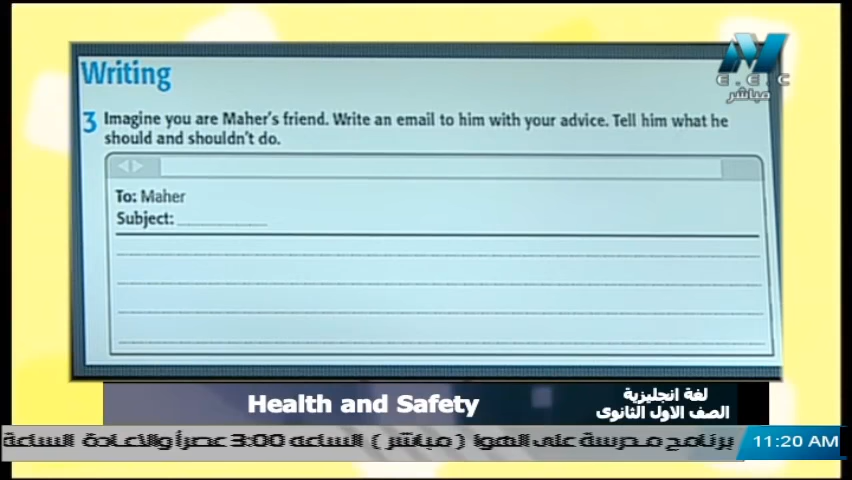 Writing
3 Imagine you are Maher's friend. Write an email to him with your advice. Tell him what he
should and shouldn't do.
To: Maher
Subject: ___________
E.E.C
مباشر
Health and Safety
لغة انجليزية
الصف الاول الثانوى
برنامج مدرسة على الهوا ( مباشر ) الساعه 3:00 عصراً والاعادة الساعة
11:20 AM